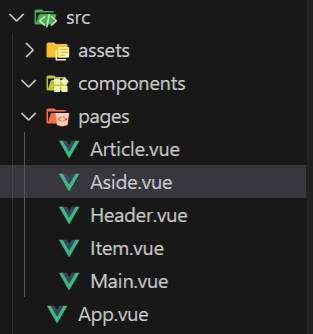 src
assets
components
pages
Article.vue
Aside.vue
Header.vue
Item.vue
Main.vue
App.vue